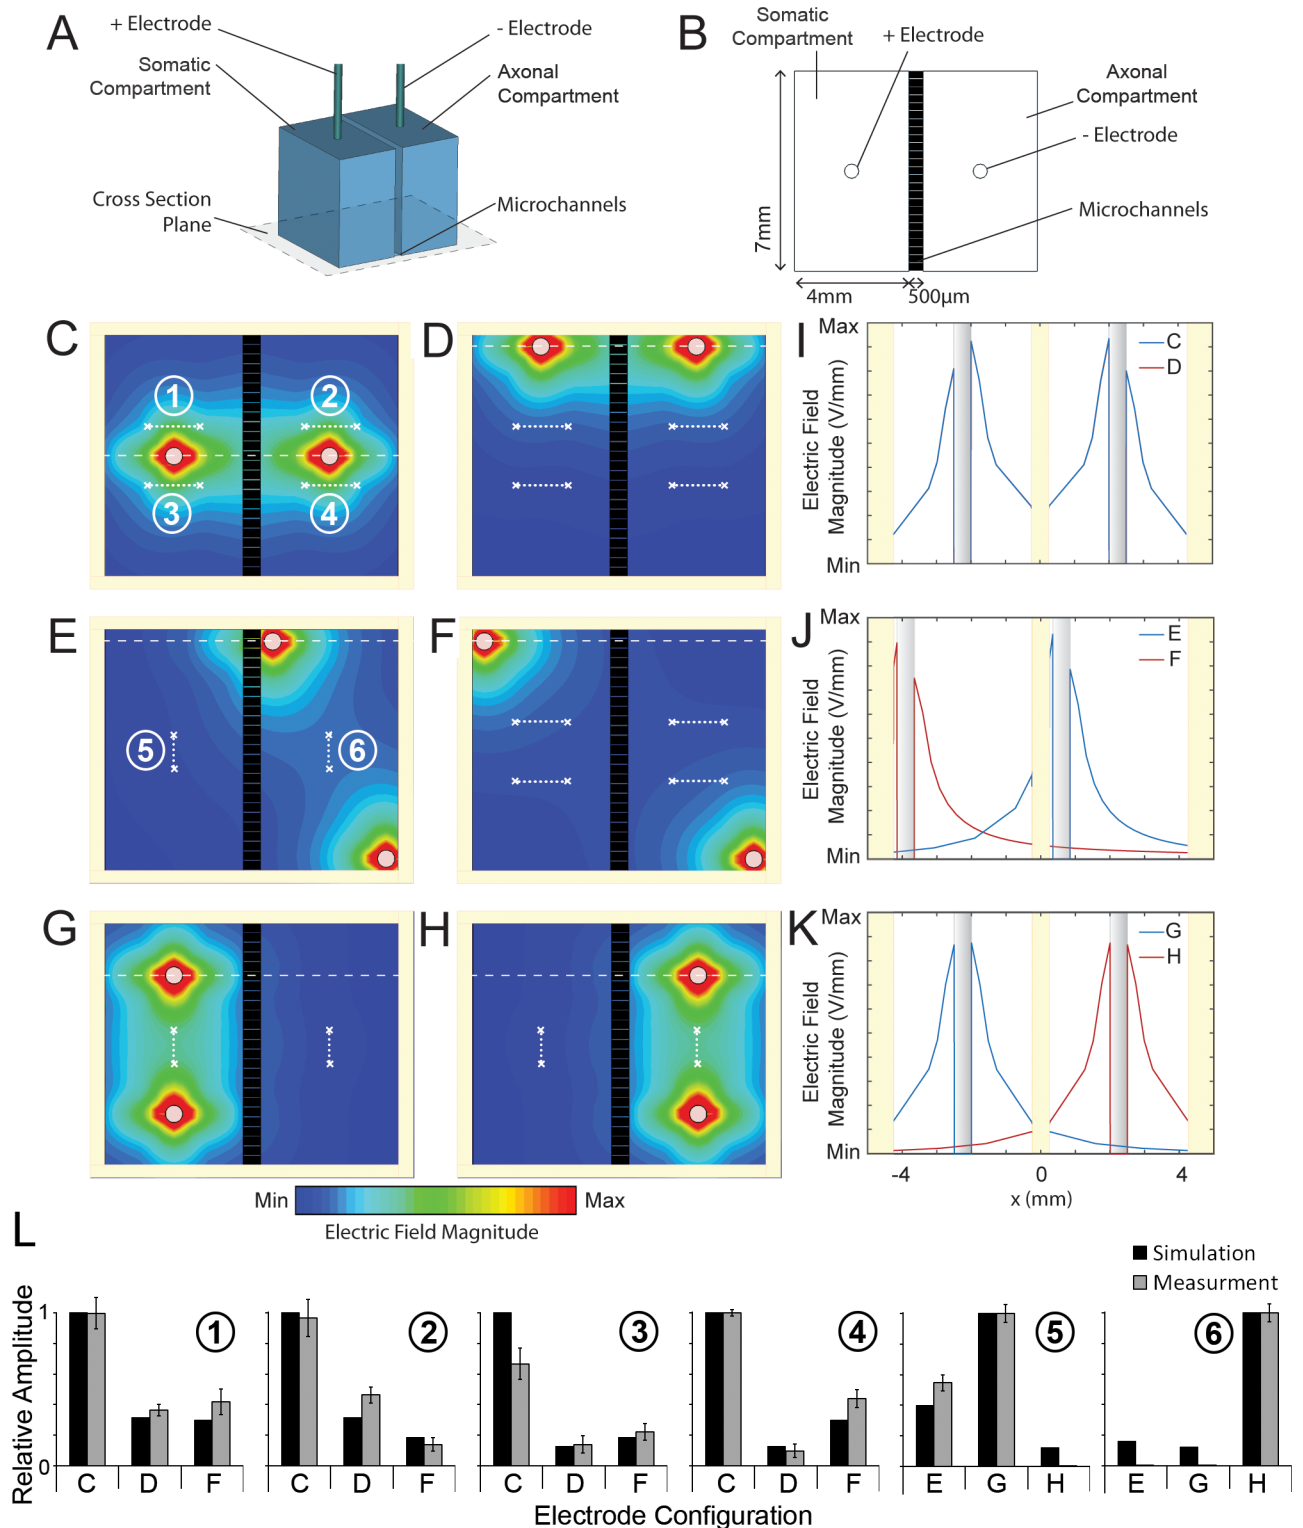 A
+ Electrode
- Electrode
Somatic
Compartment
Axonal
Compartment
Cross Section
Plane
Microchannels
B
Somatic
Compartment
+ Electrode
Axonal
Compartment
- Electrode
Microchannels
7mm
4mm
500µm
C
1
2
3
4
D
I
Max
Electric Field
Magnitude (V/mm)
Min
C
D
E
5
6
F
J
Max
Electric Field
Magnitude (V/mm)
Min
E
F
G
H
K
Max
Electric Field
Magnitude (V/mm)
Min
G
H
-4
0
4
x (mm)
Min
Max
Electric Field Magnitude
L
Simulation
Measurment
Relative Amplitude
1
0
1
2
3
4
5
6
C D F
C D F
C D F
C D F
E G H
E G H
Electrode Configuration